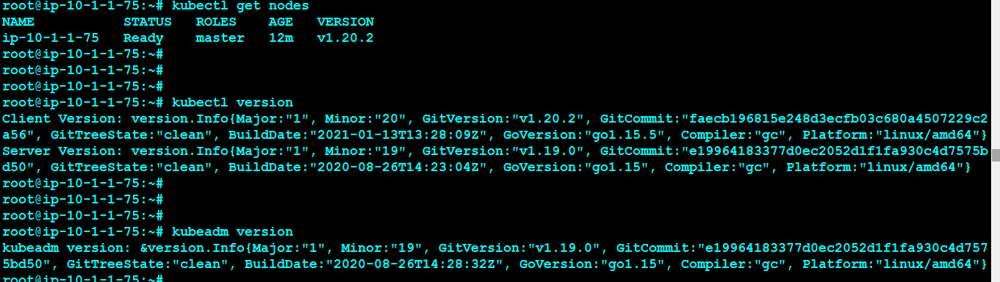 root@ip-10-1-1-75:~# kubectl get nodes
NAME STATUS ROLES AGE VERSION
ip-10-1-1-75 Ready master 12m v1.20.2
root@ip-10-1-1-75:~#
root@ip-10-1-1-75:~#
root@ip-10-1-1-75:~#
root@ip-10-1-1-75:~# kubectl version
Client Version: version.Info{Major:"1", Minor:"20", GitVersion:"v1.20.2", GitCommit:"faecb196815e248d3ecfb03c680a4507229c2
a56", GitTreeState:"clean", BuildDate:"2021-01-13T13:28:09Z", GoVersion:"go1.15.5", Compiler:"gc", Platform:"linux/amd64"}
Server Version: version.Info{Major:"1", Minor:"19", GitVersion:"v1.19.0", GitCommit:"e19964183377d0ec2052d1f1fa930c4d7575b
d50", GitTreeState:"clean", BuildDate:"2020-08-26T14:23:04Z", GoVersion:"go1.15", Compiler:"gc", Platform:"linux/amd64"}
root@ip-10-1-1-75:~#
root@ip-10-1-1-75:~#
root@ip-10-1-1-75:~#
root@ip-10-1-1-75:~# kubeadm version
kubeadm version: &version.Info{Major:"1", Minor:"19", GitVersion:"v1.19.0", GitCommit:"e19964183377d0ec2052d1f1fa930c4d757
5bd50", GitTreeState:"clean", BuildDate:"2020-08-26T14:28:32Z", GoVersion:"go1.15", Compiler:"gc", Platform:"linux/amd64"}
root@ip-10-1-1-75:~#